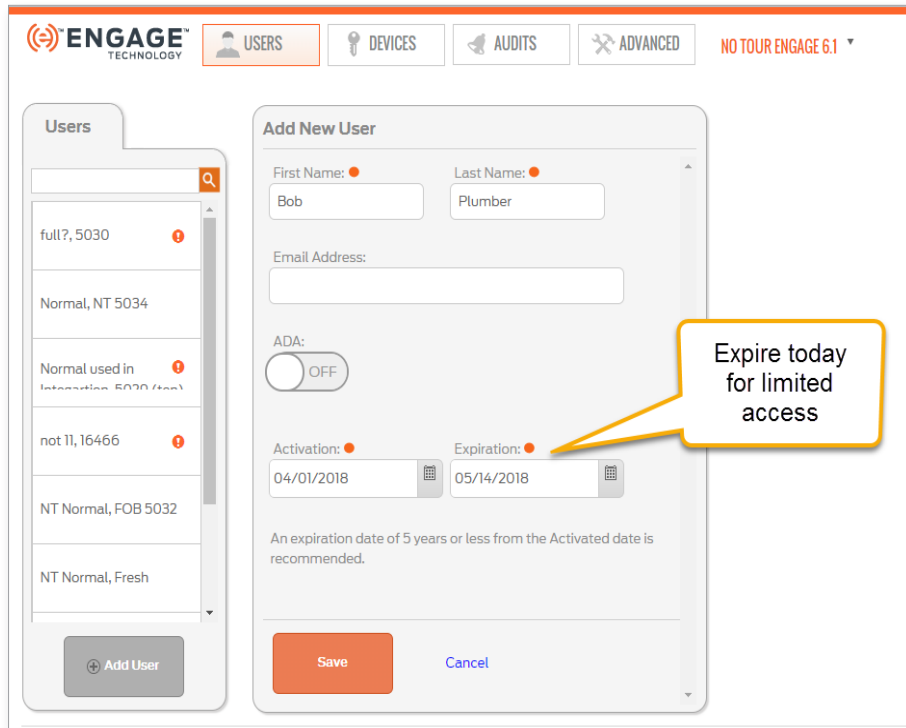 ENGAGE™
TECHNOLOGY
USERS
DEVICES
AUDITS
ADVANCED
NO TOUR ENGAGE 6.1
Users
full?, 5030
Normal, NT 5034
Normal used in
not 11, 16466
NT Normal, FOB 5032
NT Normal, Fresh
Add User
Add New User
First Name: Last Name:
Bob Plumber
Email Address:
ADA:
OFF
Activation: Expiration:
04/01/2018 05/14/2018
An expiration date of 5 years or less from the Activated date is
recommended.
Save Cancel
Expire today
for limited
access